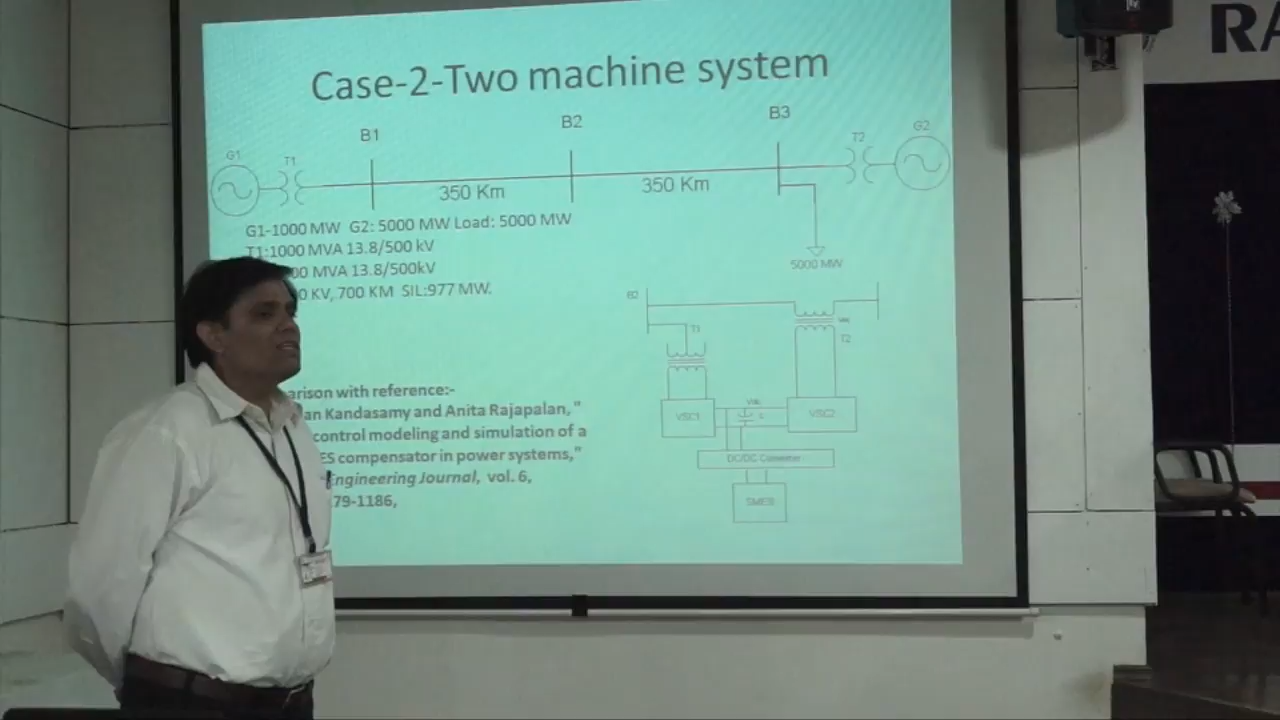 RA
Case-2-Two machine system
B1
B2
B3
G1
T1
T2
G2
350 Km
350 Km
G1-1000 MW G2: 5000 MW Load: 5000 MW
T1:1000 MVA 13.8/500 kV
00 MVA 13.8/500kV
0 KV, 700 KM SIL:977 MW.
5000 MW
T1
T2
VSC1
VSC2
DC/DC Converter
SMES
arison with reference:-
an Kandasamy and Anita Rajapalan, "
control modeling and simulation of a
ES compensator in power systems,"
Engineering Journal, vol. 6,
79-1186,